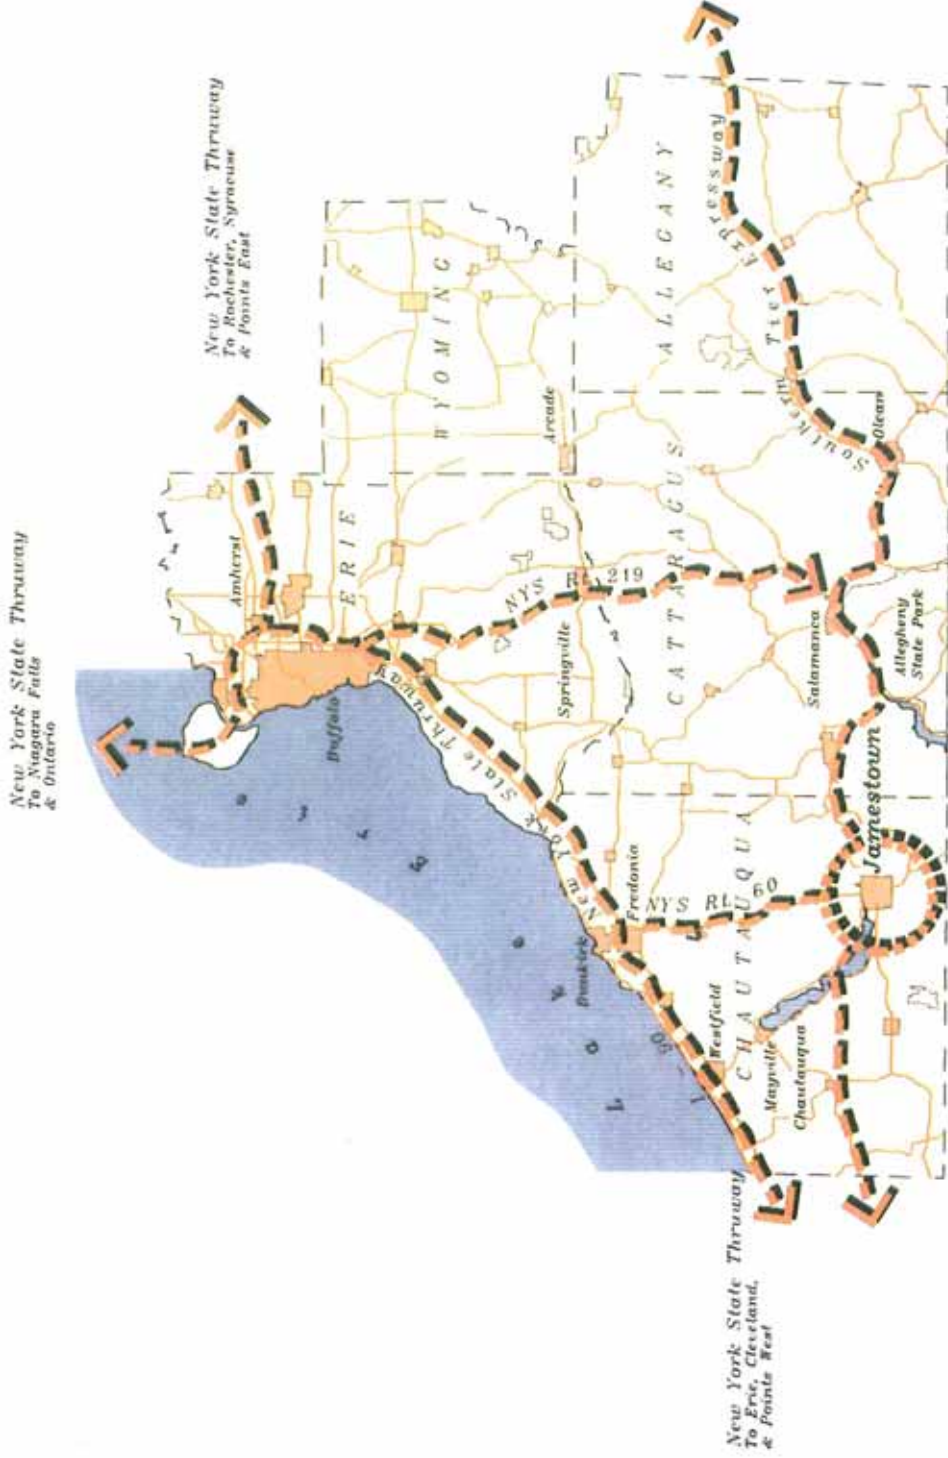 New York State Thruway
To Niagara Falls
& Ontario
New York State Thruway
To Rochester, Syracuse
& Points East
Amherst
Buffalo
ERIE
WYOMING
Lake Erie
New York State Thruway
Arcade
NYS Rt. 219
Springville
Dunkirk
Fredonia
I-90
Westfield
NYS Rt. 60
CHAUTAUQUA
CATTARAUGUS
ALLEGANY
Southern Tier Expressway
Mayville
Chautauqua
Salamanca
Olean
Jamestown
Allegheny
State Park
New York State Thruway
To Erie, Cleveland,
& Points West